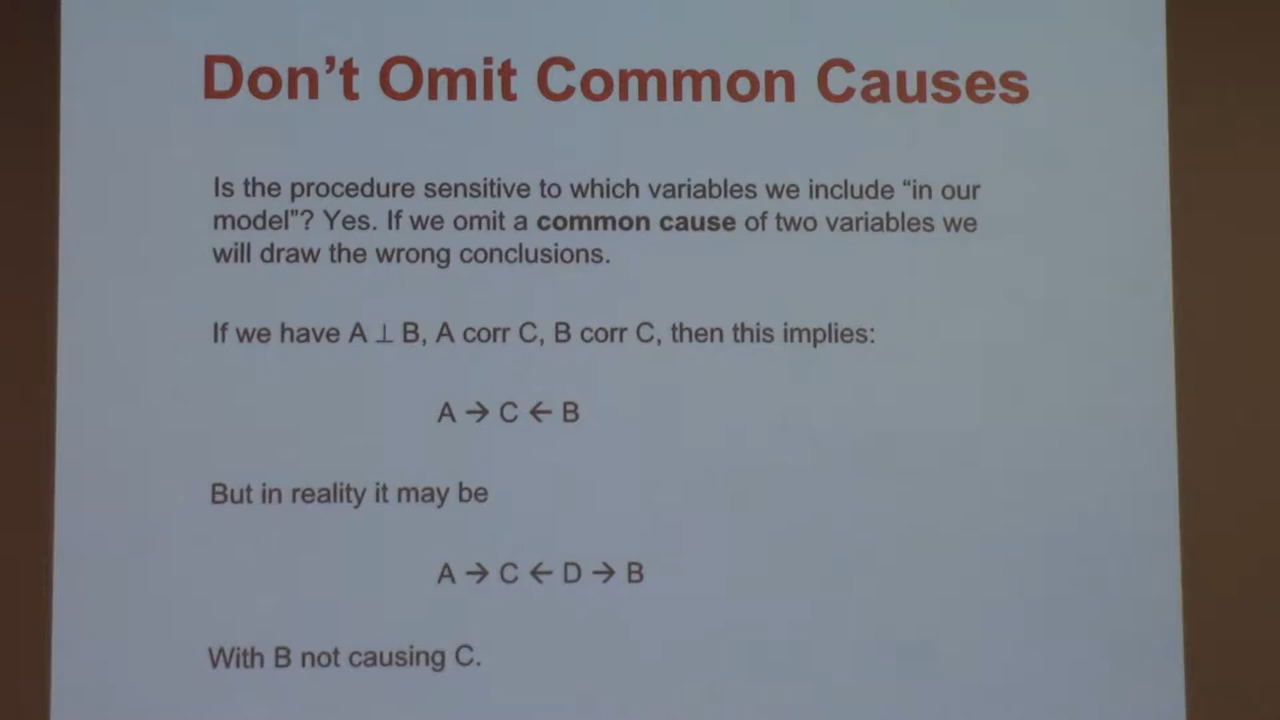 Don't Omit Common Causes
Is the procedure sensitive to which variables we include “in our
model”? Yes. If we omit a common cause of two variables we
will draw the wrong conclusions.
If we have A ⊥ B, A corr C, B corr C, then this implies:
A → C ← B
But in reality it may be
A → C ← D → B
With B not causing C.